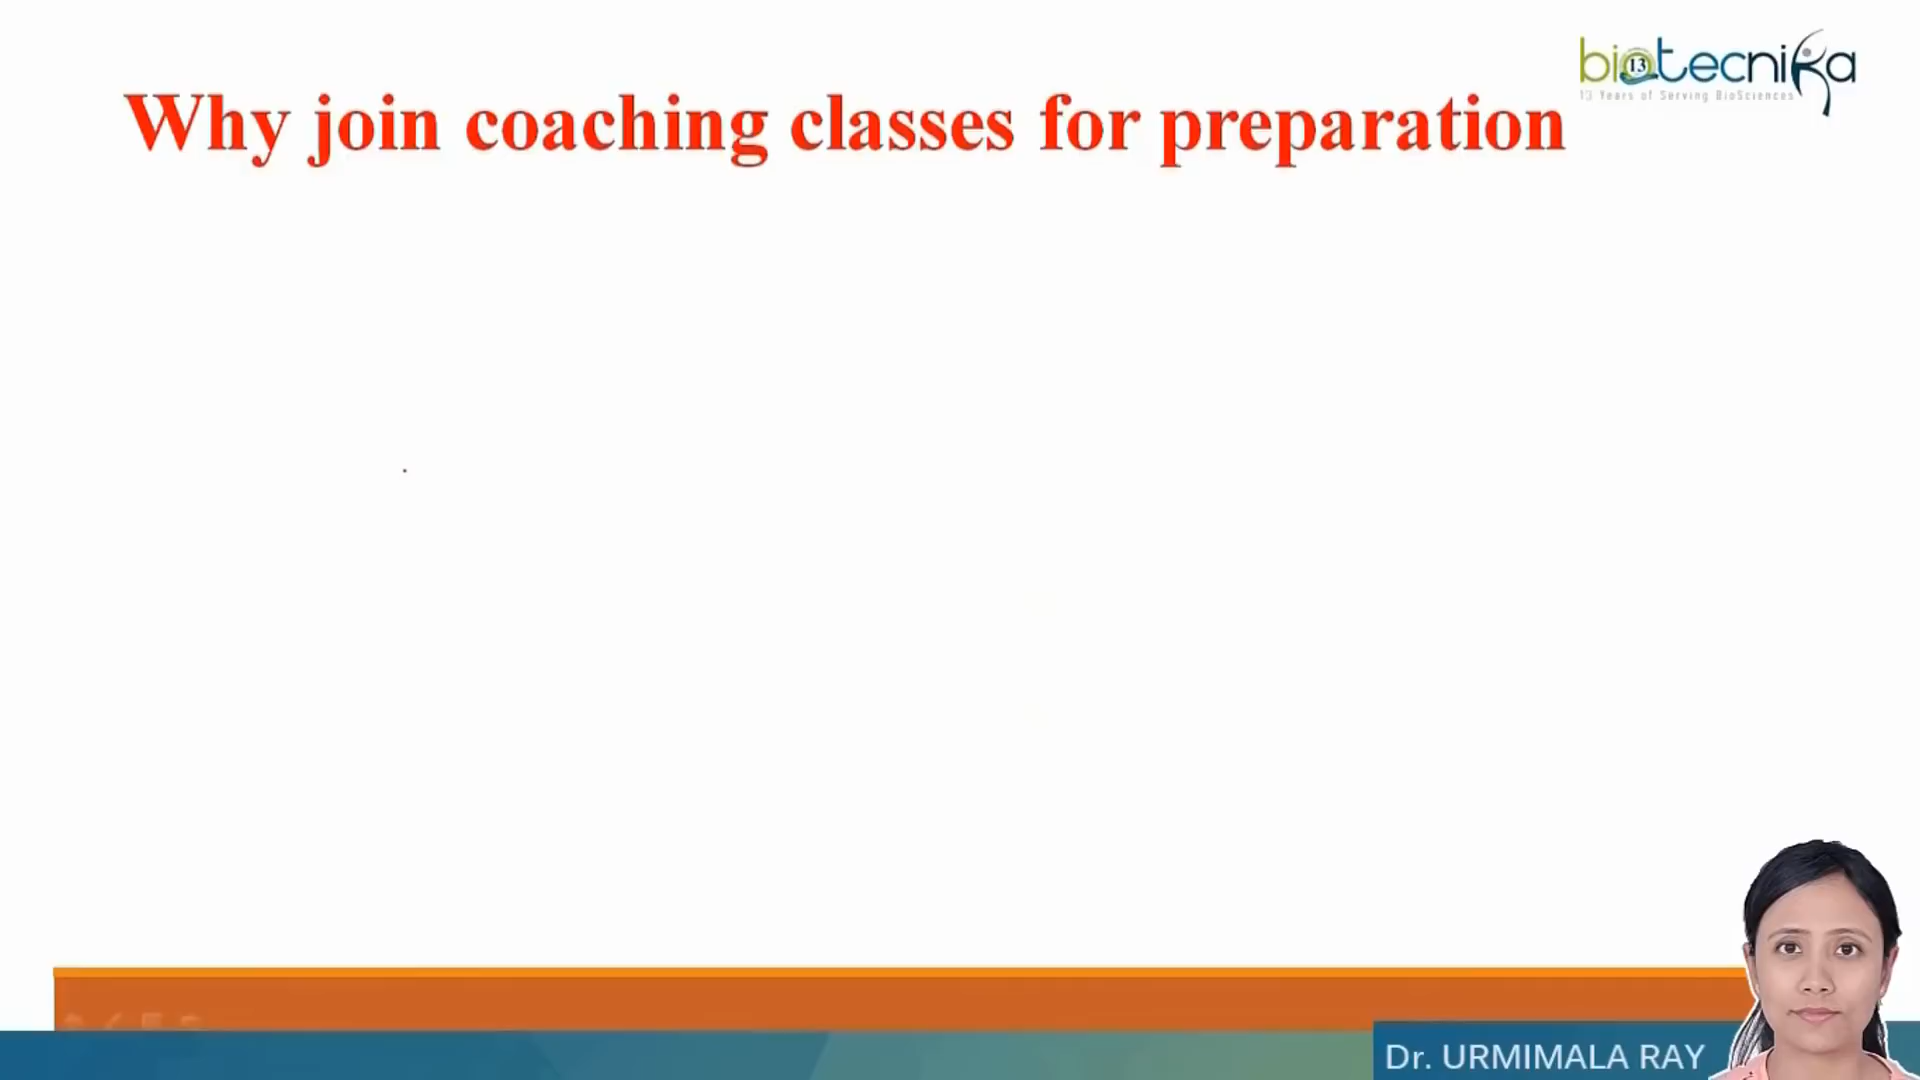 biotecnika
13
13 Years of Serving BioSciences
Why join coaching classes for preparation
Dr. URMIMALA RAY